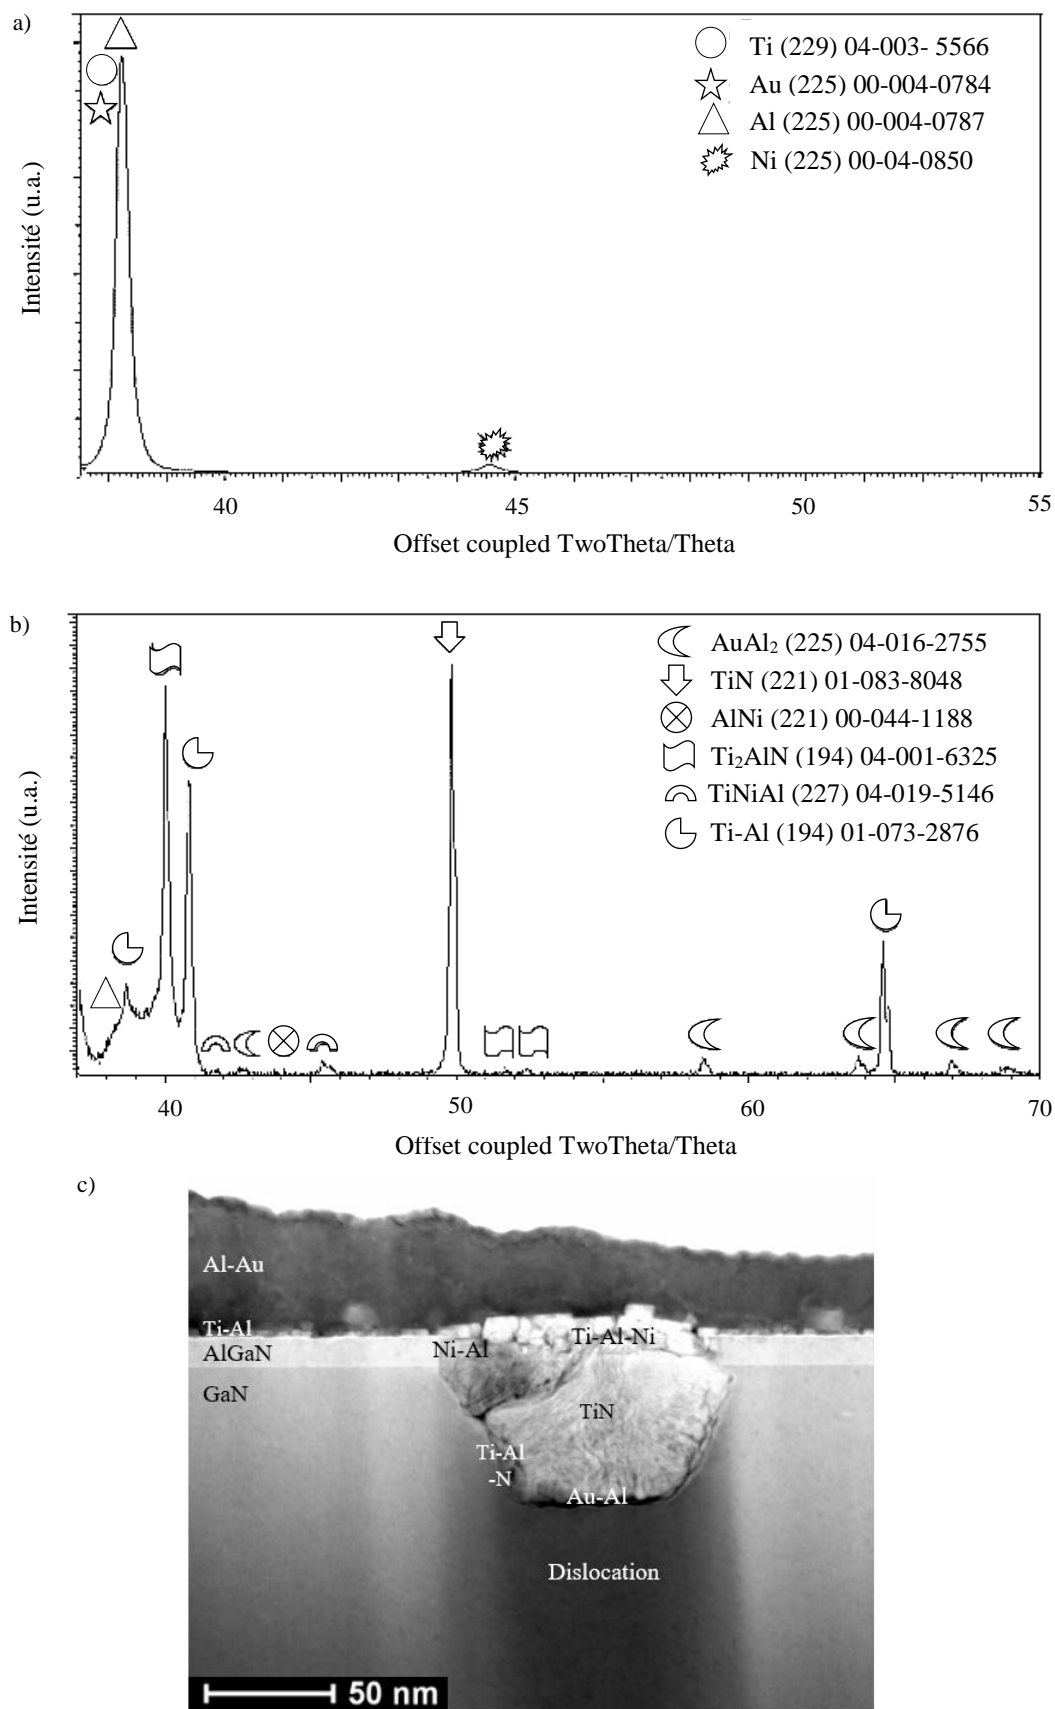 a)
Ti (229) 04-003- 5566
Au (225) 00-004-0784
Al (225) 00-004-0787
Ni (225) 00-04-0850
Intensité (u.a.)
40 45 50 55
Offset coupled TwoTheta/Theta
b)
AuAl₂ (225) 04-016-2755
TiN (221) 01-083-8048
AlNi (221) 00-044-1188
Ti₂AlN (194) 04-001-6325
TiNiAl (227) 04-019-5146
Ti-Al (194) 01-073-2876
Intensité (u.a.)
40 50 60 70
Offset coupled TwoTheta/Theta
c)
Al-Au
Ti-Al
Ti-Al-Ni
AlGaN
Ni-Al
GaN
TiN
Ti-Al
-N
Au-Al
Dislocation
50 nm